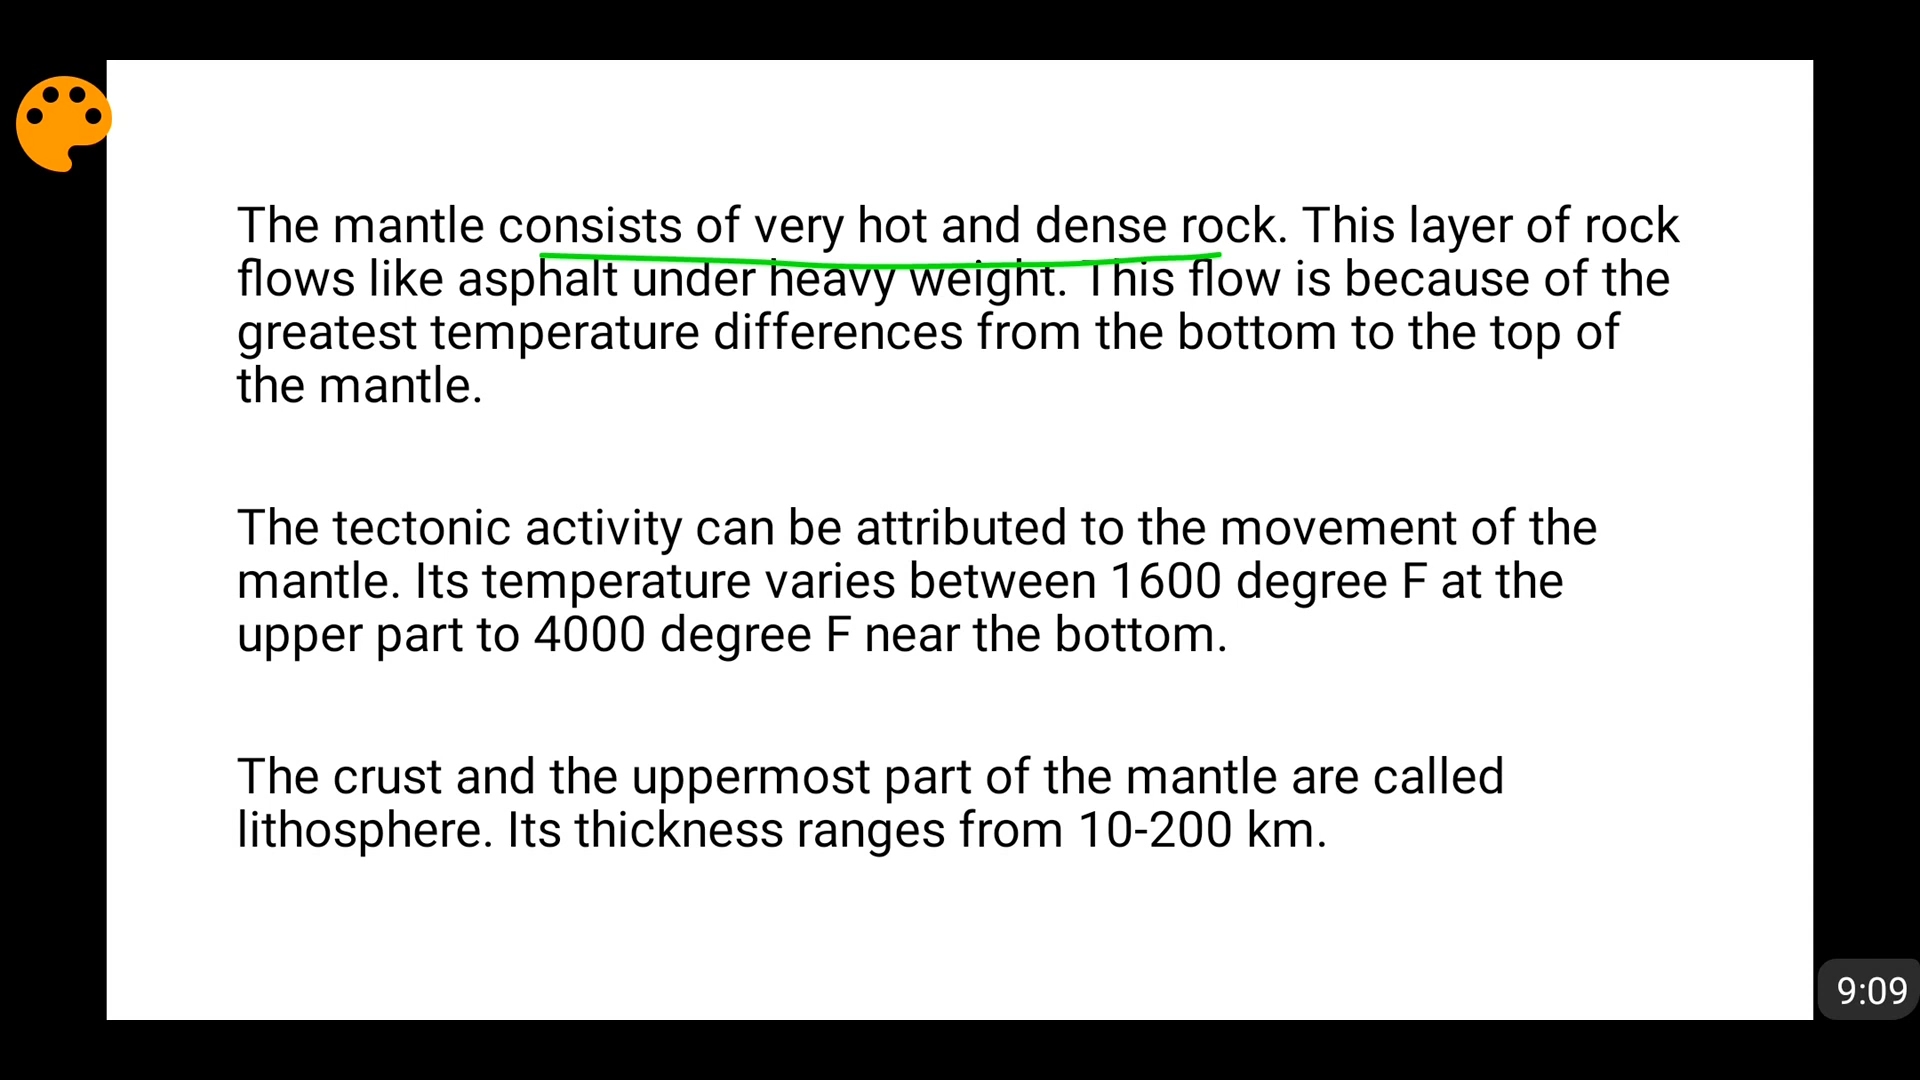 The mantle consists of very hot and dense rock. This layer of rock
flows like asphalt under heavy weight. This flow is because of the
greatest temperature differences from the bottom to the top of
the mantle.
The tectonic activity can be attributed to the movement of the
mantle. Its temperature varies between 1600 degree F at the
upper part to 4000 degree F near the bottom.
The crust and the uppermost part of the mantle are called
lithosphere. Its thickness ranges from 10-200 km.
9:09